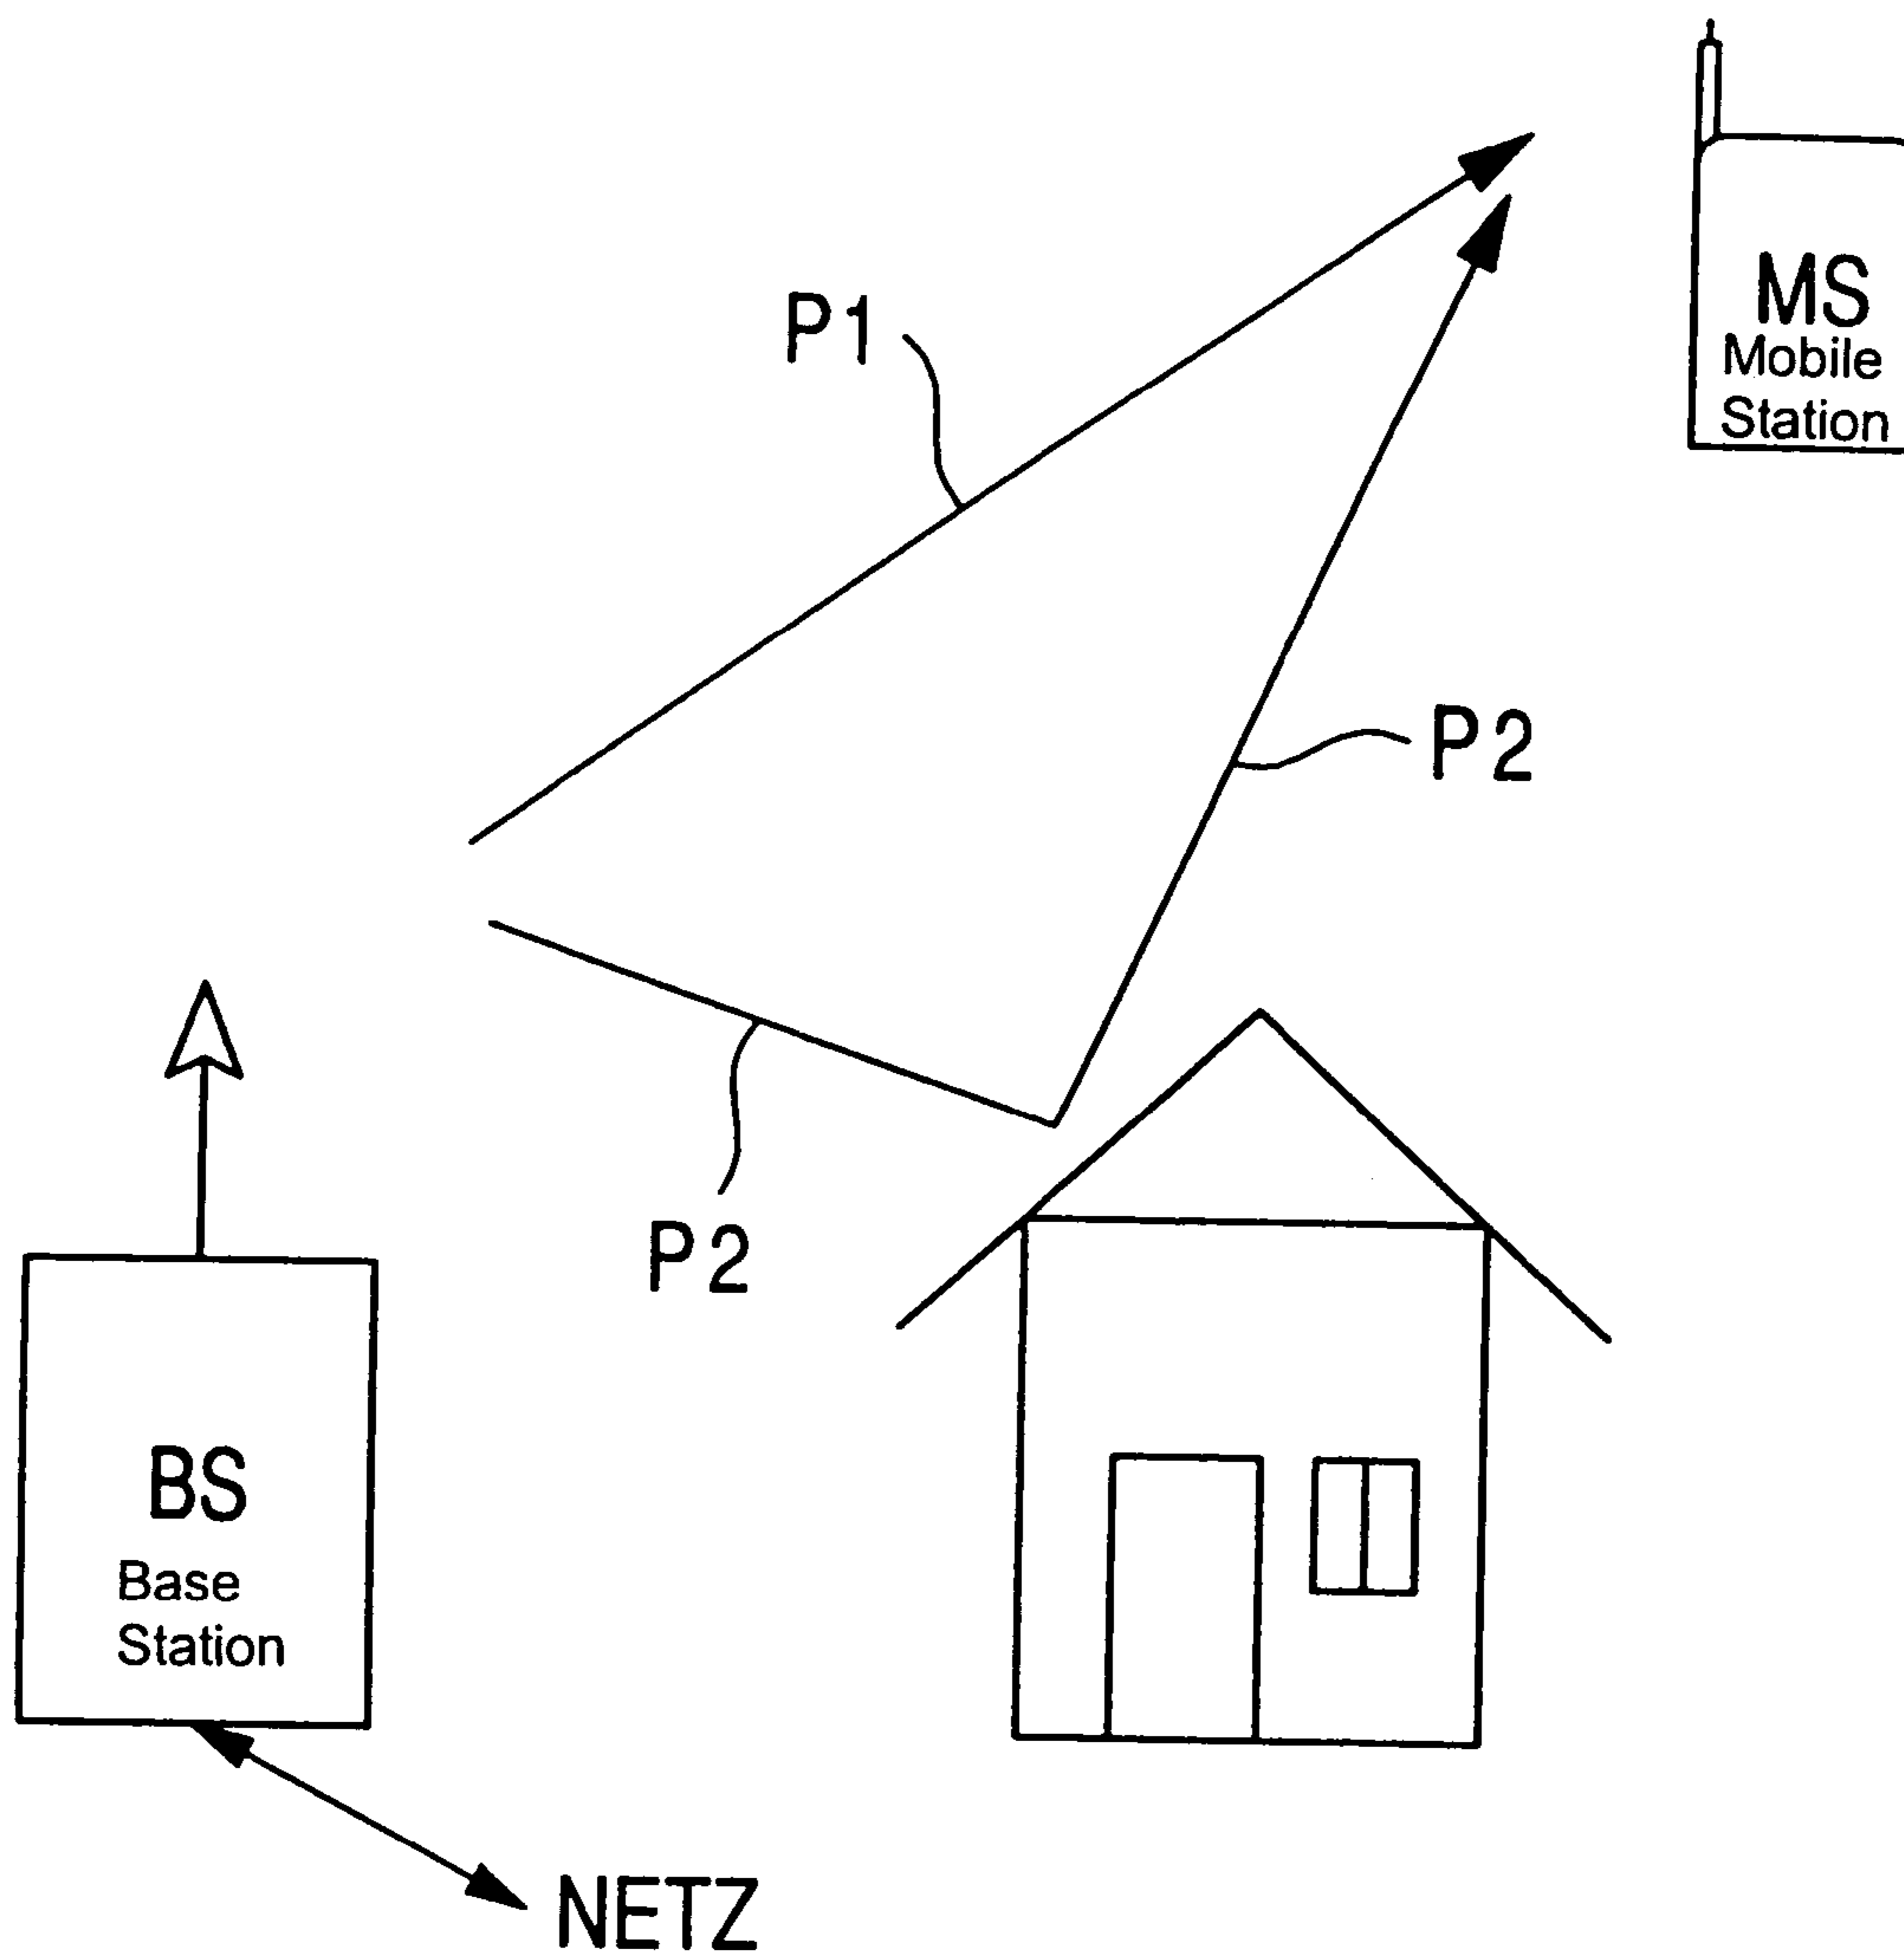 P1
MS
Mobile
Station
P2
P2
BS
Base
Station
NETZ